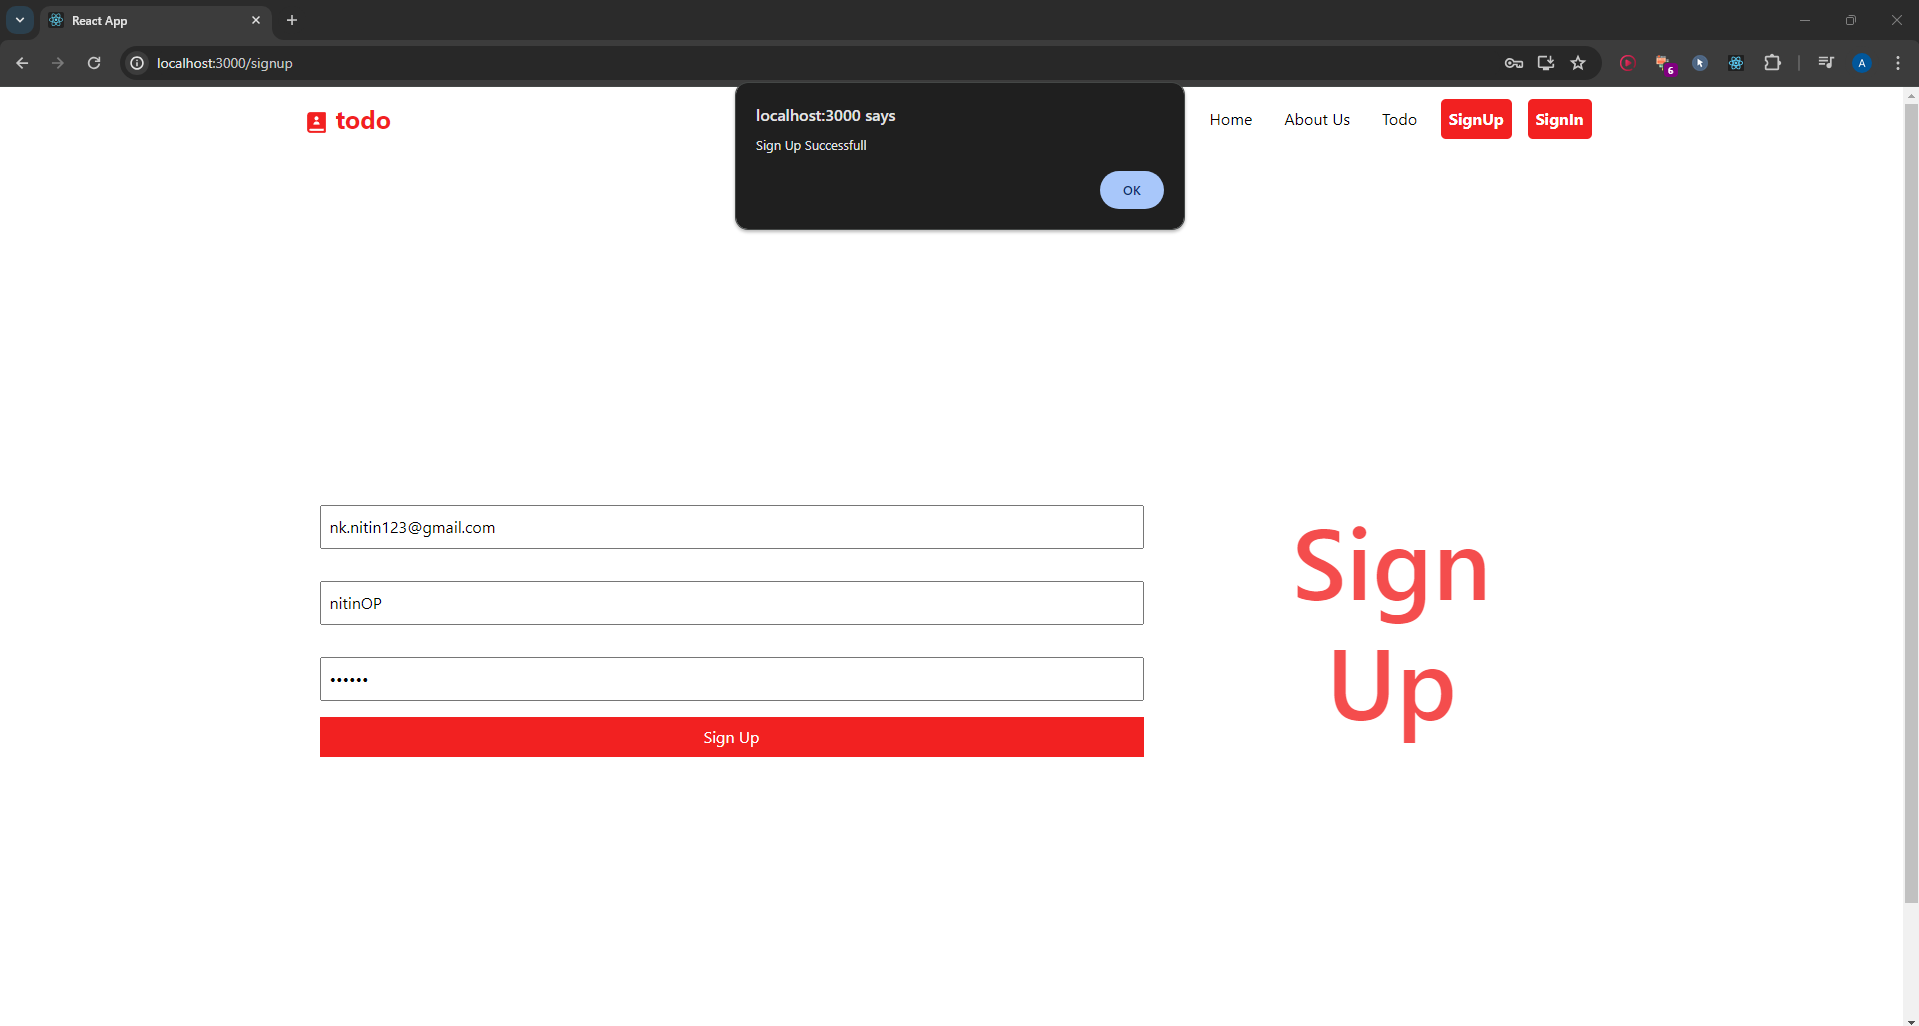 React App
localhost:3000/signup
6
A
todo
localhost:3000 says
Sign Up Successfull
OK
Home
About Us
Todo
SignUp
SignIn
nk.nitin123@gmail.com
nitinOP
••••••
Sign Up
Sign
Up